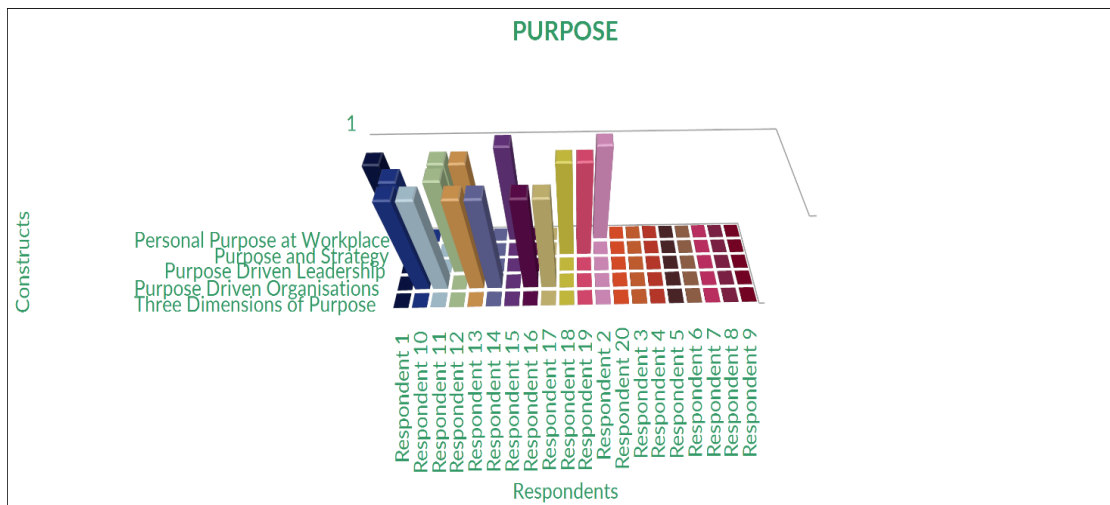 PURPOSE
1
Constructs
Personal Purpose at Workplace
Purpose and Strategy
Purpose Driven Leadership
Purpose Driven Organisations
Three Dimensions of Purpose
Respondent 1
Respondent 10
Respondent 11
Respondent 12
Respondent 13
Respondent 14
Respondent 15
Respondent 16
Respondent 17
Respondent 18
Respondent 19
Respondent 2
Respondent 20
Respondent 3
Respondent 4
Respondent 5
Respondent 6
Respondent 7
Respondent 8
Respondent 9
Respondents